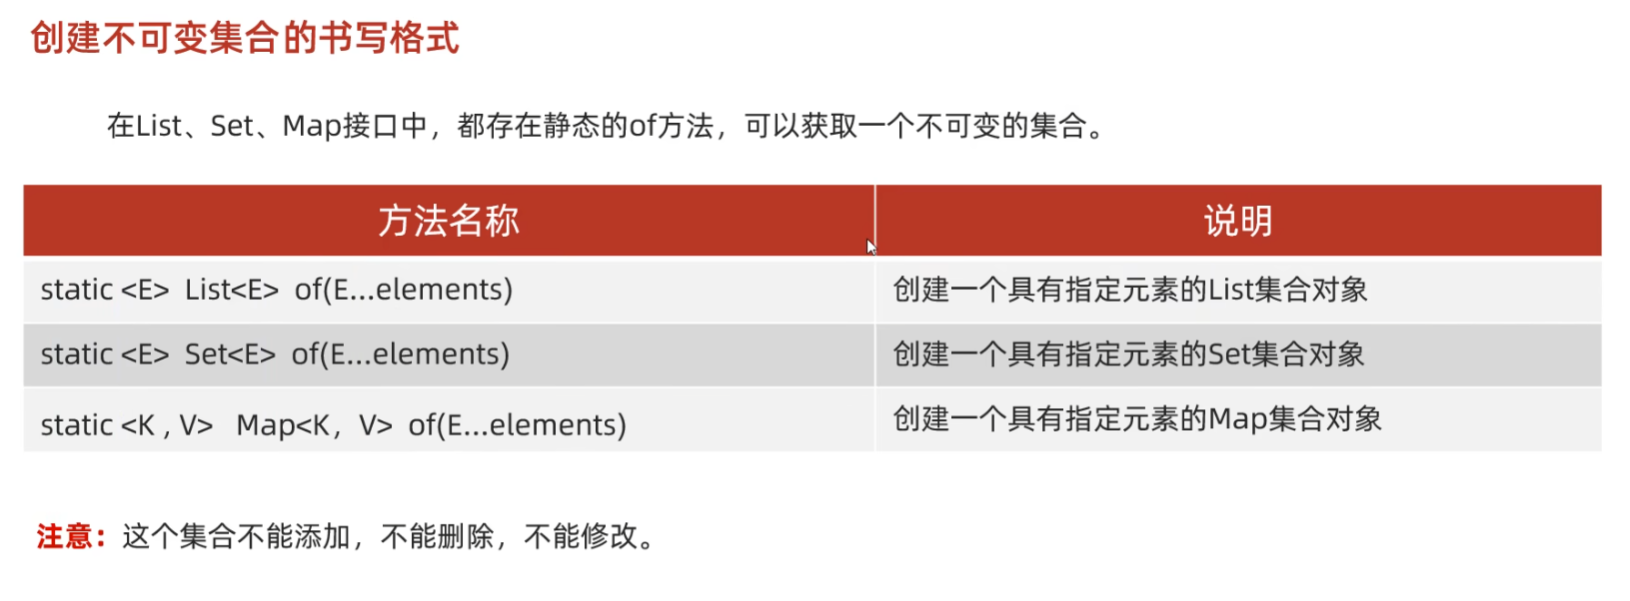 创建不可变集合的书写格式
在List、Set、Map接口中，都存在静态的of方法，可以获取一个不可变的集合。
方法名称 说明
static <E> List<E> of(E...elements) 创建一个具有指定元素的List集合对象
static <E> Set<E> of(E...elements) 创建一个具有指定元素的Set集合对象
static <K , V> Map<K，V> of(E...elements) 创建一个具有指定元素的Map集合对象
注意：这个集合不能添加，不能删除，不能修改。